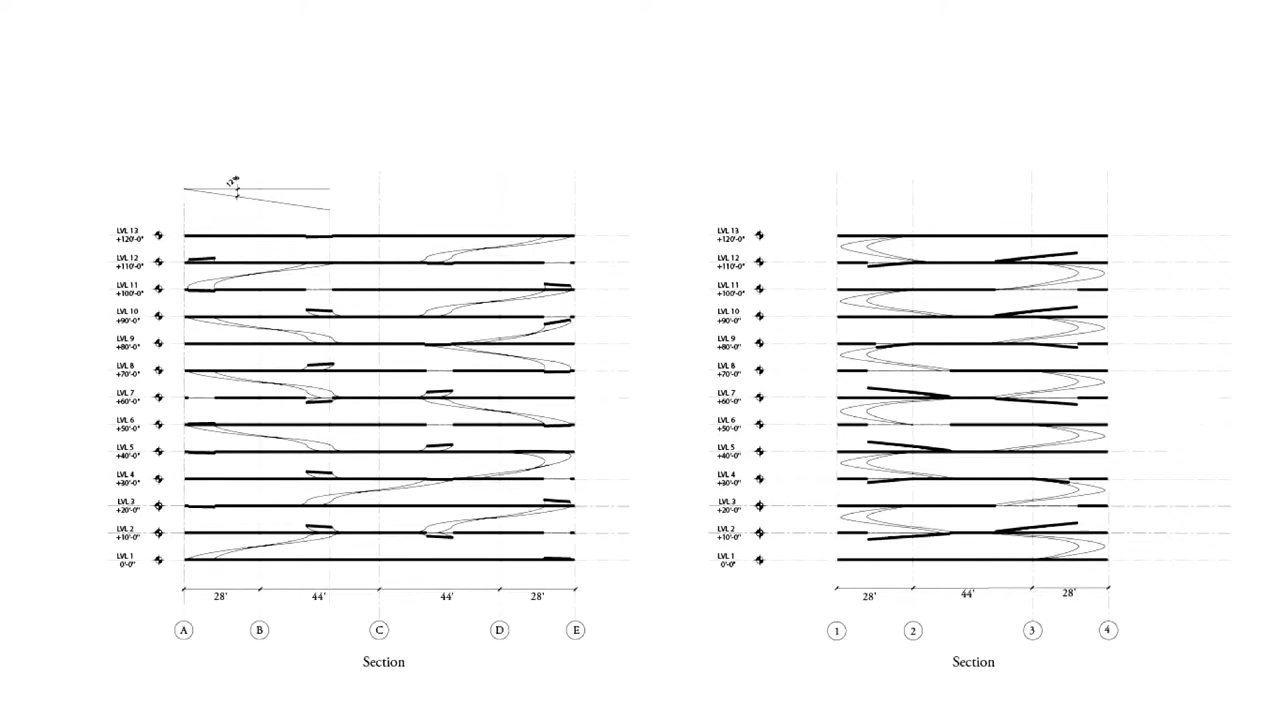 12%
LVL 13
+120'-0"
LVL 12
+110'-0"
LVL 11
+100'-0"
LVL 10
+90'-0"
LVL 9
+80'-0"
LVL 8
+70'-0"
LVL 7
+60'-0"
LVL 6
+50'-0"
LVL 5
+40'-0"
LVL 4
+30'-0"
LVL 3
+20'-0"
LVL 2
+10'-0"
LVL 1
0'-0"
28' 44' 44' 28'
A B C D E
Section
LVL 13
+120'-0"
LVL 12
+110'-0"
LVL 11
+100'-0"
LVL 10
+90'-0"
LVL 9
+80'-0"
LVL 8
+70'-0"
LVL 7
+60'-0"
LVL 6
+50'-0"
LVL 5
+40'-0"
LVL 4
+30'-0"
LVL 3
+20'-0"
LVL 2
+10'-0"
LVL 1
0'-0"
28' 44' 28'
1 2 3 4
Section